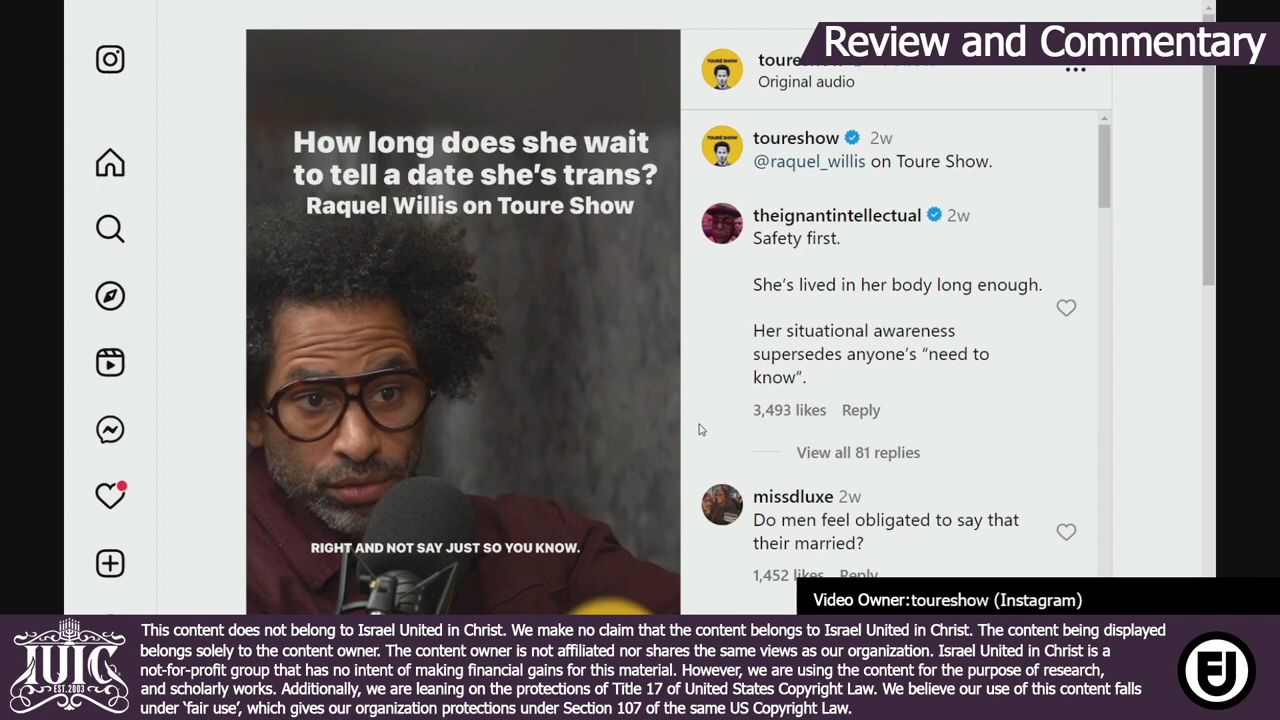 Review and Commentary
How long does she wait
to tell a date she's trans?
Raquel Willis on Toure Show
RIGHT AND NOT SAY JUST SO YOU KNOW.
Original audio
TOURÉ SHOW
toureshow 2w
@raquel_willis on Toure Show.
theignantintellectual 2w
Safety first.
She's lived in her body long enough.
Her situational awareness
supersedes anyone's "need to
know".
3,493 likes Reply
View all 81 replies
missdluxe 2w
Do men feel obligated to say that
their married?
1,452 likes Reply
Video Owner:toureshow (Instagram)
IUIC
EST.2003
This content does not belong to Israel United in Christ. We make no claim that the content belongs to Israel United in Christ. The content being displayed
belongs solely to the content owner. The content owner is not affiliated nor shares the same views as our organization. Israel United in Christ is a
not-for-profit group that has no intent of making financial gains for this material. However, we are using the content for the purpose of research,
and scholarly works. Additionally, we are leaning on the protections of Title 17 of United States Copyright Law. We believe our use of this content falls
under 'fair use', which gives our organization protections under Section 107 of the same US Copyright Law.